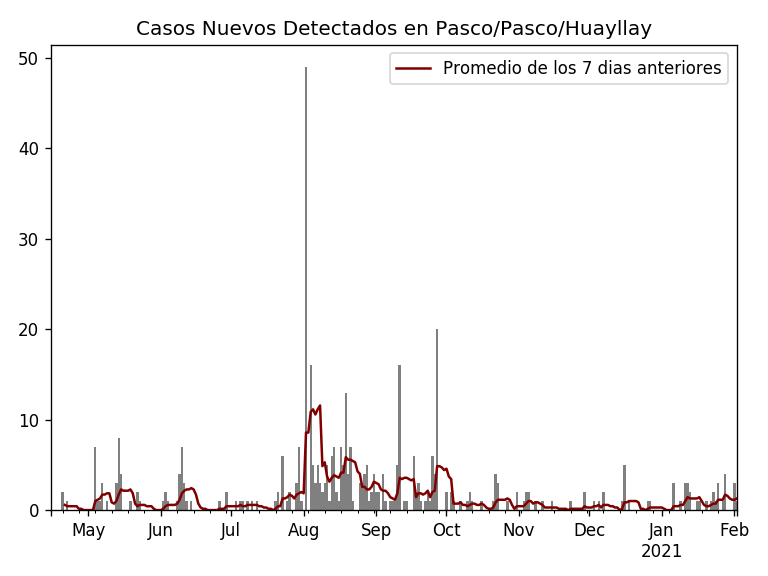 Casos Nuevos Detectados en Pasco/Pasco/Huayllay
Promedio de los 7 dias anteriores
50
40
30
20
10
0
May Jun Jul Aug Sep Oct Nov Dec Jan Feb
2021